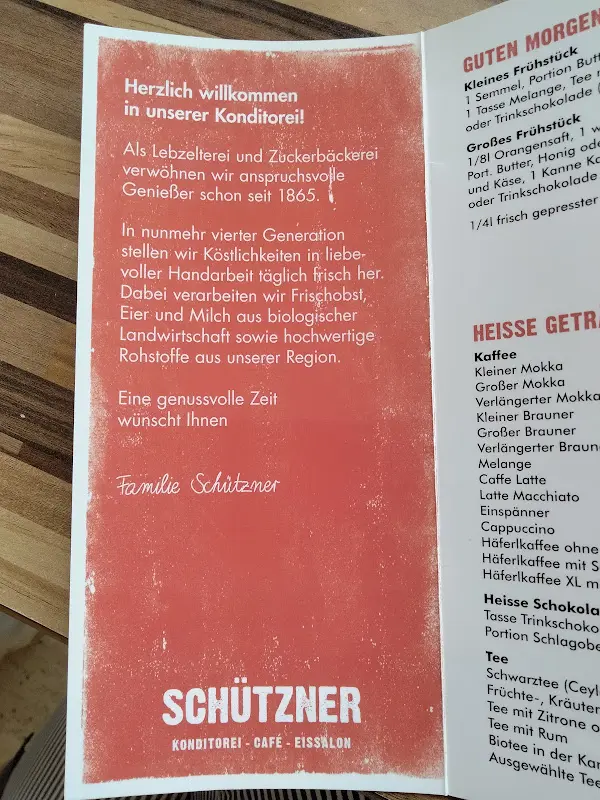 Herzlich willkommen
in unserer Konditorei!
Als Lebzelterei und Zuckerbäckerei
verwöhnen wir anspruchsvolle
Genießer schon seit 1865.
In nunmehr vierter Generation
stellen wir Köstlichkeiten in liebe-
voller Handarbeit täglich frisch her.
Dabei verarbeiten wir Frischobst,
Eier und Milch aus biologischer
Landwirtschaft sowie hochwertige
Rohstoffe aus unserer Region.
Eine genussvolle Zeit
wünscht Ihnen
Familie Schützner
SCHÜTZNER
KONDITOREI - CAFÉ - EISSALON
GUTEN MORGEN
Kleines Frühstück
1 Semmel, Portion
1 Tasse Melange, Tee
oder Trinkschokolade
Großes Frühstück
1/8l Orangensaft, 1
Port. Butter, Honig
und Käse, 1 Kanne
oder Trinkschokolade
1/4l frisch gepresster
HEISSE
Kaffee
Kleiner Mokka
Großer Mokka
Verlängerter Mokka
Kleiner Brauner
Großer Brauner
Verlängerter
Melange
Caffe Latte
Latte Macchiato
Einspänner
Cappuccino
Häferlkaffee ohne
Häferlkaffee mit
Häferlkaffee XL
Heisse
Tasse
Portion
Tee
Schwarztee
Früchte-,
Tee mit Zitrone
Tee mit Rum
Biotee in der
Ausgewählte